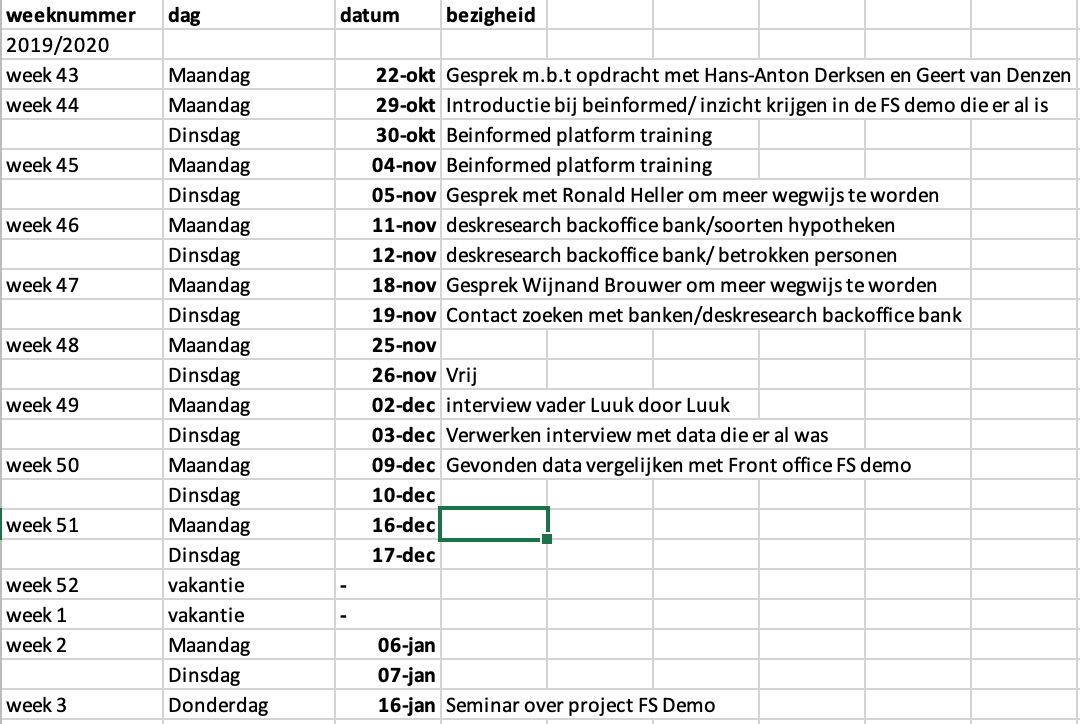 weeknummer dag datum bezigheid
2019/2020
week 43 Maandag 22-okt Gesprek m.b.t opdracht met Hans-Anton Derksen en Geert van Denzen
week 44 Maandag 29-okt Introductie bij beinformed/ inzicht krijgen in de FS demo die er al is
Dinsdag 30-okt Beinformed platform training
week 45 Maandag 04-nov Beinformed platform training
Dinsdag 05-nov Gesprek met Ronald Heller om meer wegwijs te worden
week 46 Maandag 11-nov deskresearch backoffice bank/soorten hypotheken
Dinsdag 12-nov deskresearch backoffice bank/ betrokken personen
week 47 Maandag 18-nov Gesprek Wijnand Brouwer om meer wegwijs te worden
Dinsdag 19-nov Contact zoeken met banken/deskresearch backoffice bank
week 48 Maandag 25-nov
Dinsdag 26-nov Vrij
week 49 Maandag 02-dec interview vader Luuk door Luuk
Dinsdag 03-dec Verwerken interview met data die er al was
week 50 Maandag 09-dec Gevonden data vergelijken met Front office FS demo
Dinsdag 10-dec
week 51 Maandag 16-dec
Dinsdag 17-dec
week 52 vakantie -
week 1 vakantie -
week 2 Maandag 06-jan
Dinsdag 07-jan
week 3 Donderdag 16-jan Seminar over project FS Demo